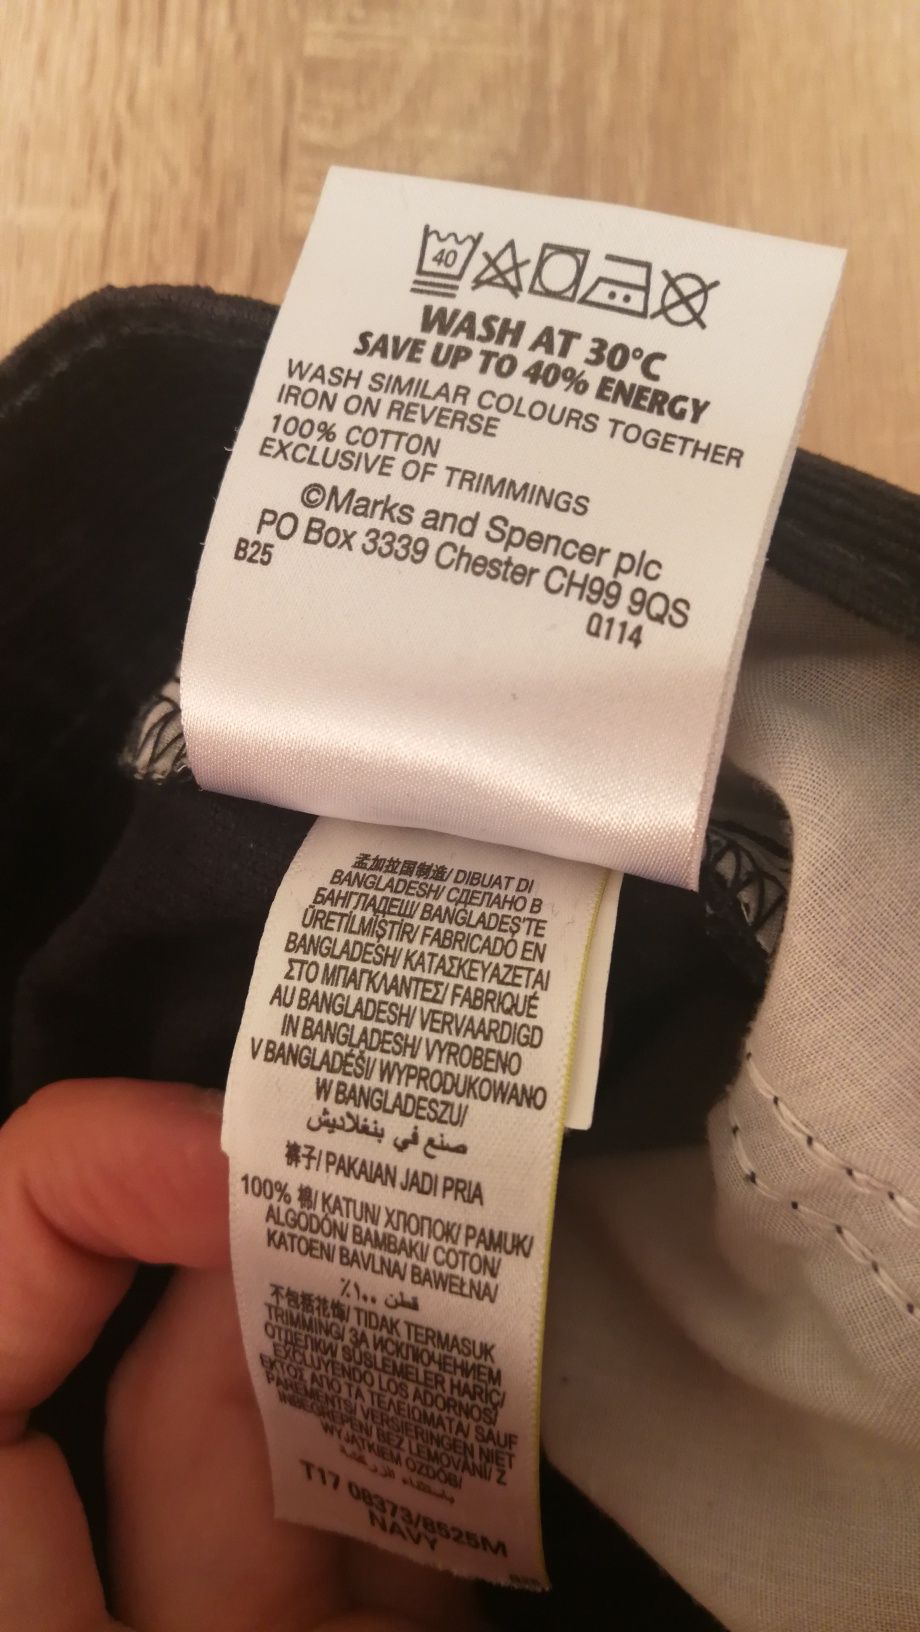 40
WASH AT 30°C
SAVE UP TO 40% ENERGY
WASH SIMILAR COLOURS TOGETHER
IRON ON REVERSE
100% COTTON
EXCLUSIVE OF TRIMMINGS
©Marks and Spencer plc
PO Box 3339 Chester CH99 9QS
B25
Q114
孟加拉国制造/ DIBUAT DI
BANGLADESH/ СДЕЛАНО В
БАНГЛАДЕШ/ BANGLADEŞ'TE
ÜRETİLMİŞTİR/ FABRICADO EN
BANGLADESH/ ΚΑΤΑΣΚΕΥΑΖΕΤΑΙ
ΣΤΟ ΜΠΑΓΚΛΑΝΤΕΣ/ FABRIQUÉ
AU BANGLADESH/ VERVAARDIGD
IN BANGLADESH/ VYROBENO
V BANGLADÉŠI/ WYPRODUKOWANO
W BANGLADESZU/
صنع في بنغلاديش
裤子/ PAKAIAN JADI PRIA
100% 棉/ KATUN/ ХЛОПОК/ PAMUK/
ALGODÓN/ ΒΑΜΒΑΚΙ/ COTON/
KATOEN/ BAVLNA/ BAWEŁNA/
قطن ١٠٠٪
不包括花饰/ TIDAK TERMASUK
TRIMMING/ ЗА ИСКЛЮЧЕНИЕМ
ОТДЕЛКИ/ SÜSLEMELER HARİÇ/
EXCLUYENDO LOS ADORNOS/
ΕΚΤΟΣ ΑΠΟ ΤΑ ΤΕΛΕΙΩΜΑΤΑ/ SAUF
PAREMENTS/ VERSIERINGEN NIET
INBEGREPEN/ BEZ LEMOVÁNÍ/ Z
WYJĄTKIEM OZDÓB/
T17 08373/8525M
NAVY